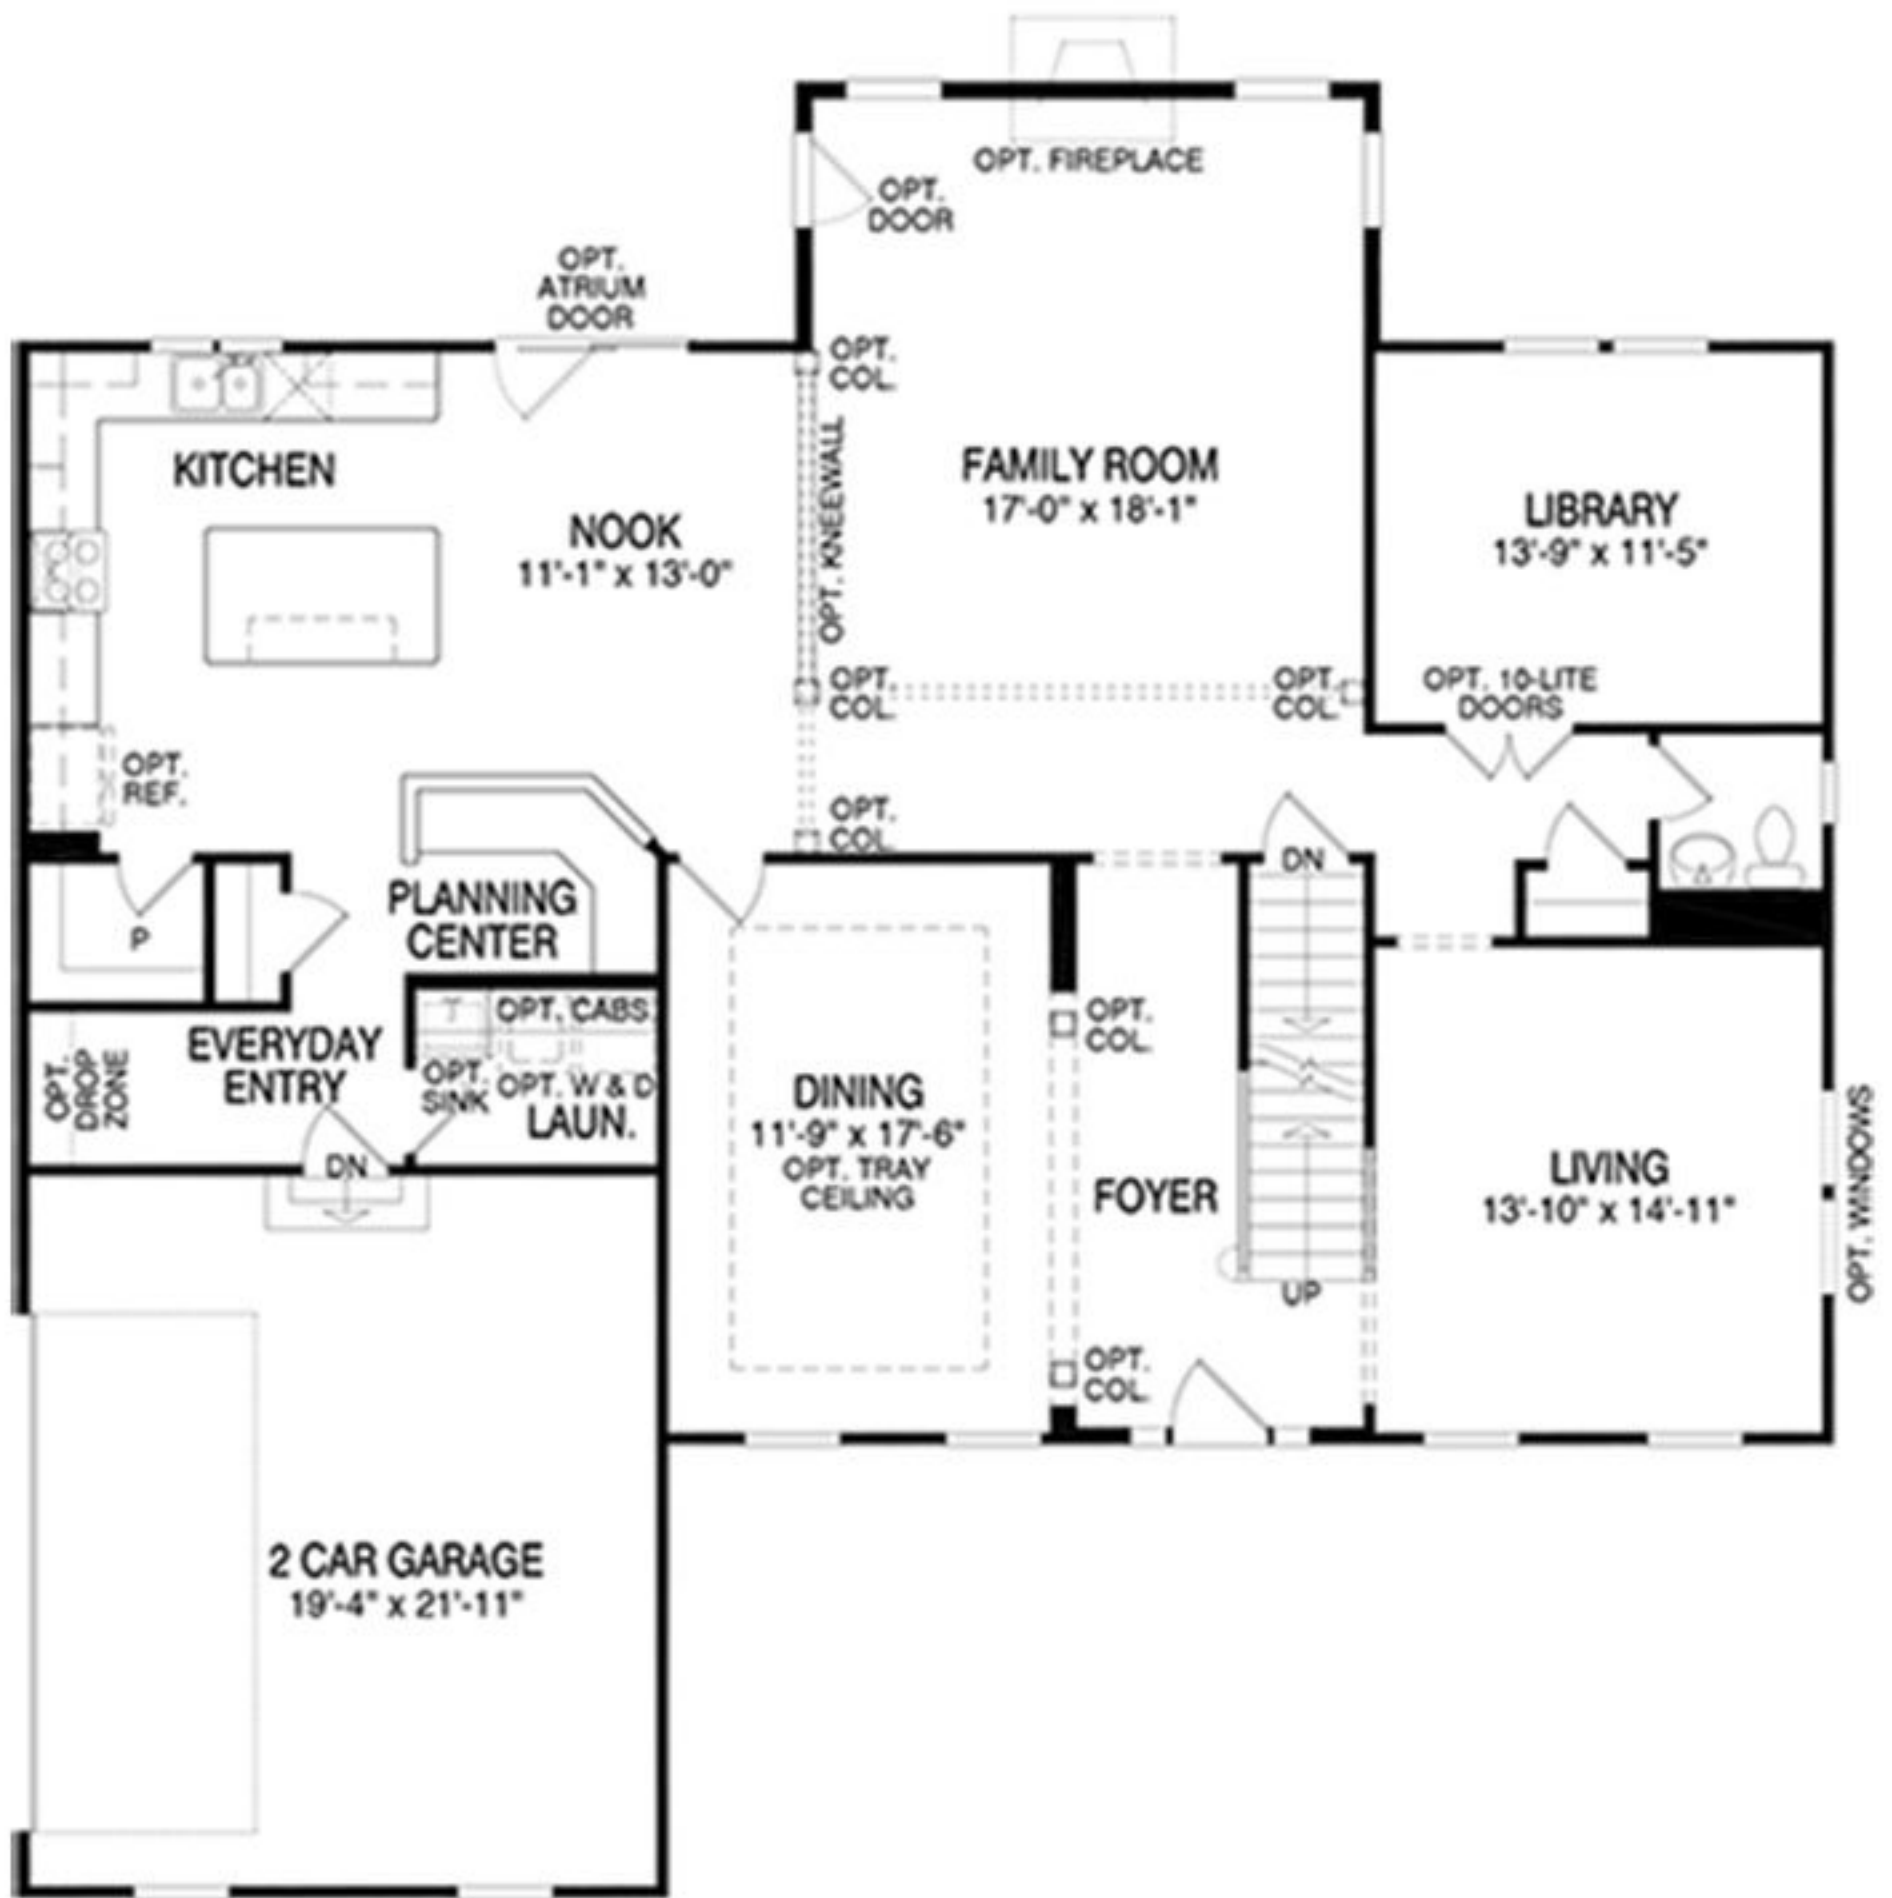 OPT. FIREPLACE
OPT.
DOOR
OPT.
ATRIUM
DOOR
OPT.
COL.
KITCHEN
NOOK
11'-1" x 13'-0"
OPT. KNEEWALL
FAMILY ROOM
17'-0" x 18'-1"
LIBRARY
13'-9" x 11'-5"
OPT.
COL.
OPT.
COL.
OPT. 10-LITE
DOORS
OPT.
REF.
OPT.
COL.
DN
P
PLANNING
CENTER
OPT. CABS
OPT.
SINK
OPT. W & D
LAUN.
EVERYDAY
ENTRY
OPT.
DROP
ZONE
DN
OPT.
COL.
DINING
11'-9" x 17'-6"
OPT. TRAY
CEILING
FOYER
UP
LIVING
13'-10" x 14'-11"
OPT. WINDOWS
OPT.
COL.
2 CAR GARAGE
19'-4" x 21'-11"